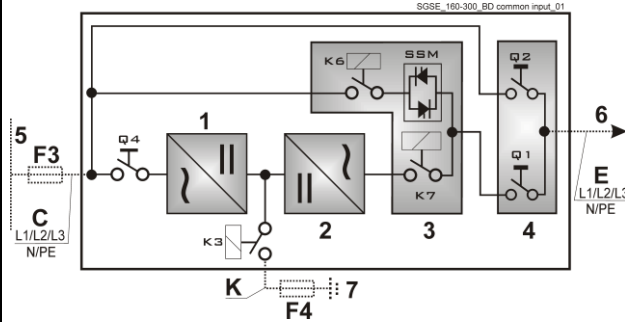 SGSE_160-300_BD common input_01
K6
SSM
Q2
5
F3
Q4
1
6
C
L1/L2/L3
N/PE
K7
Q1
E
L1/L2/L3
N/PE
K3
2
3
4
K
F4
7